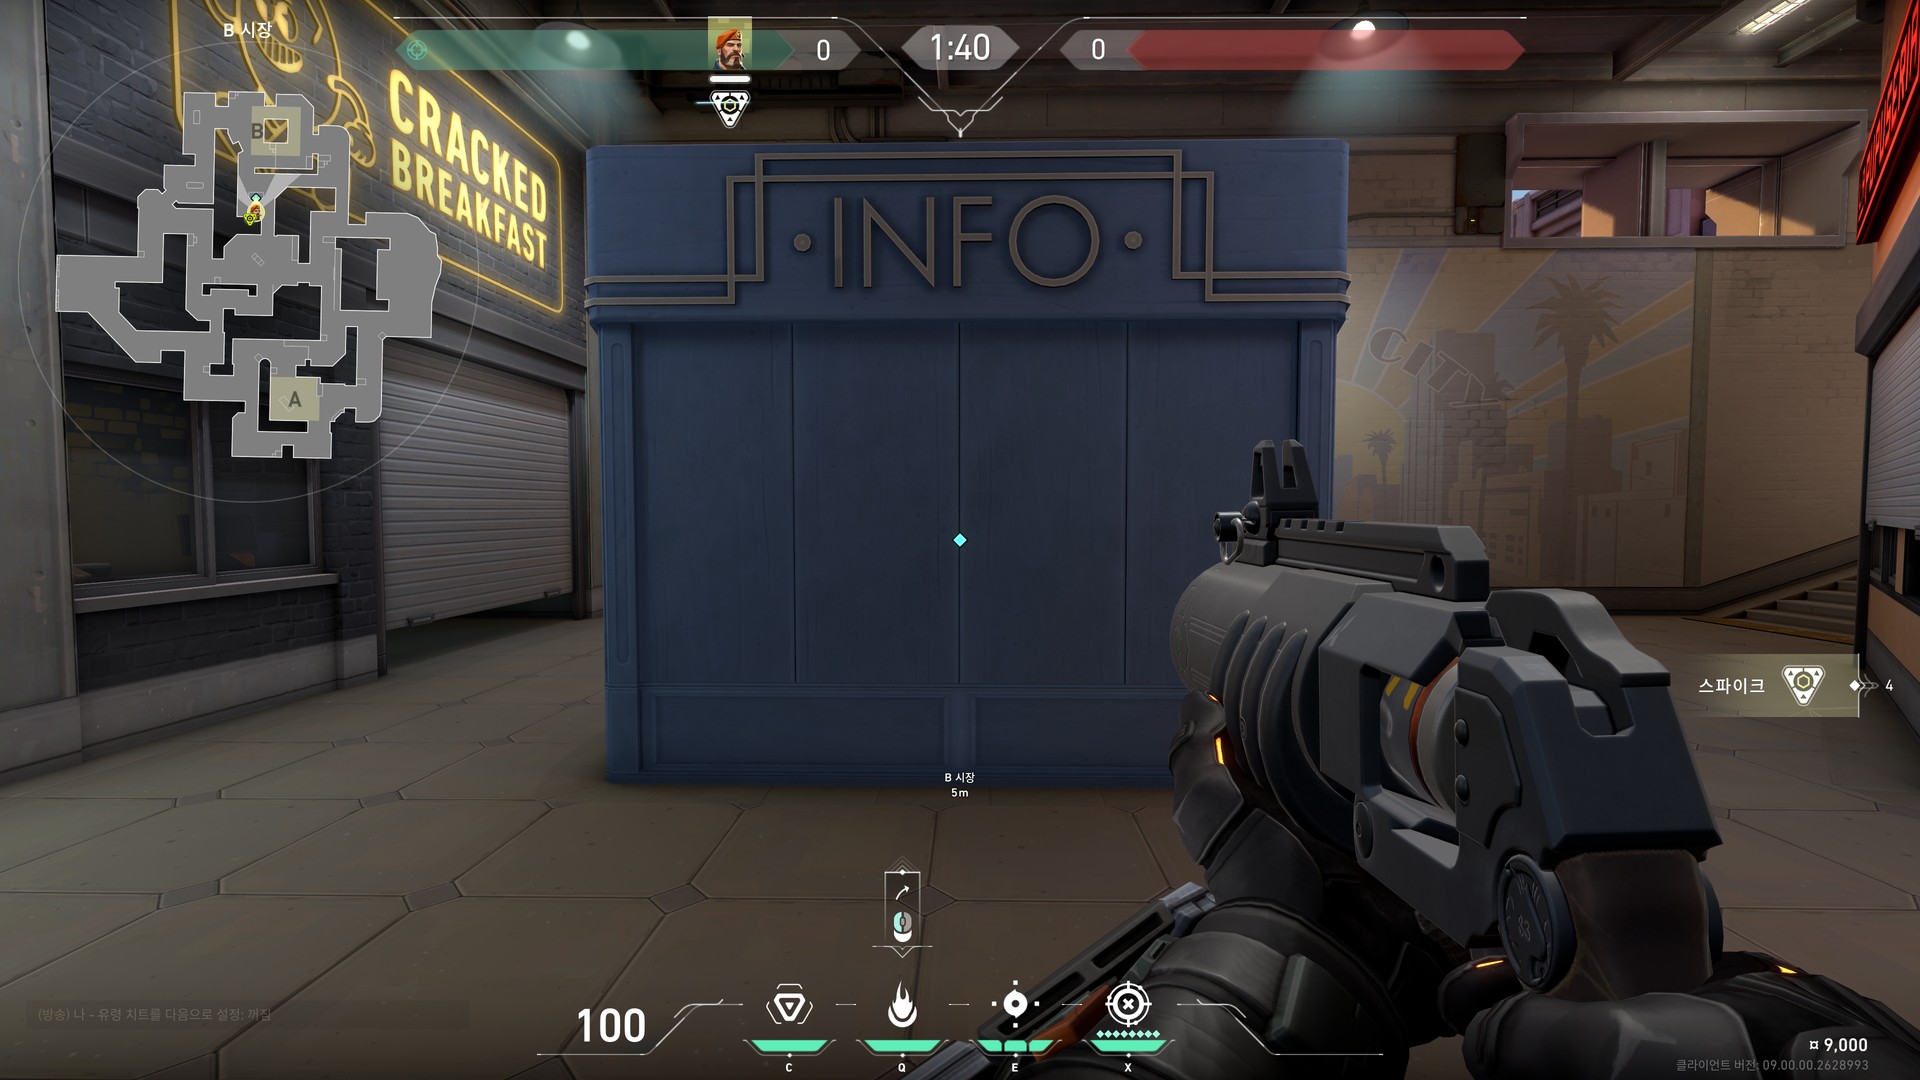 B 시장
0
1:40
0
CRACKED
BREAKFAST
B
A
INFO
CITY
스파이크
4
B 시장
5m
(방송) 나 - 유령 치트를 다음으로 설정: 꺼짐
100
C
Q
E
X
¤ 9,000
클라이언트 버전: 09.00.00.2628993